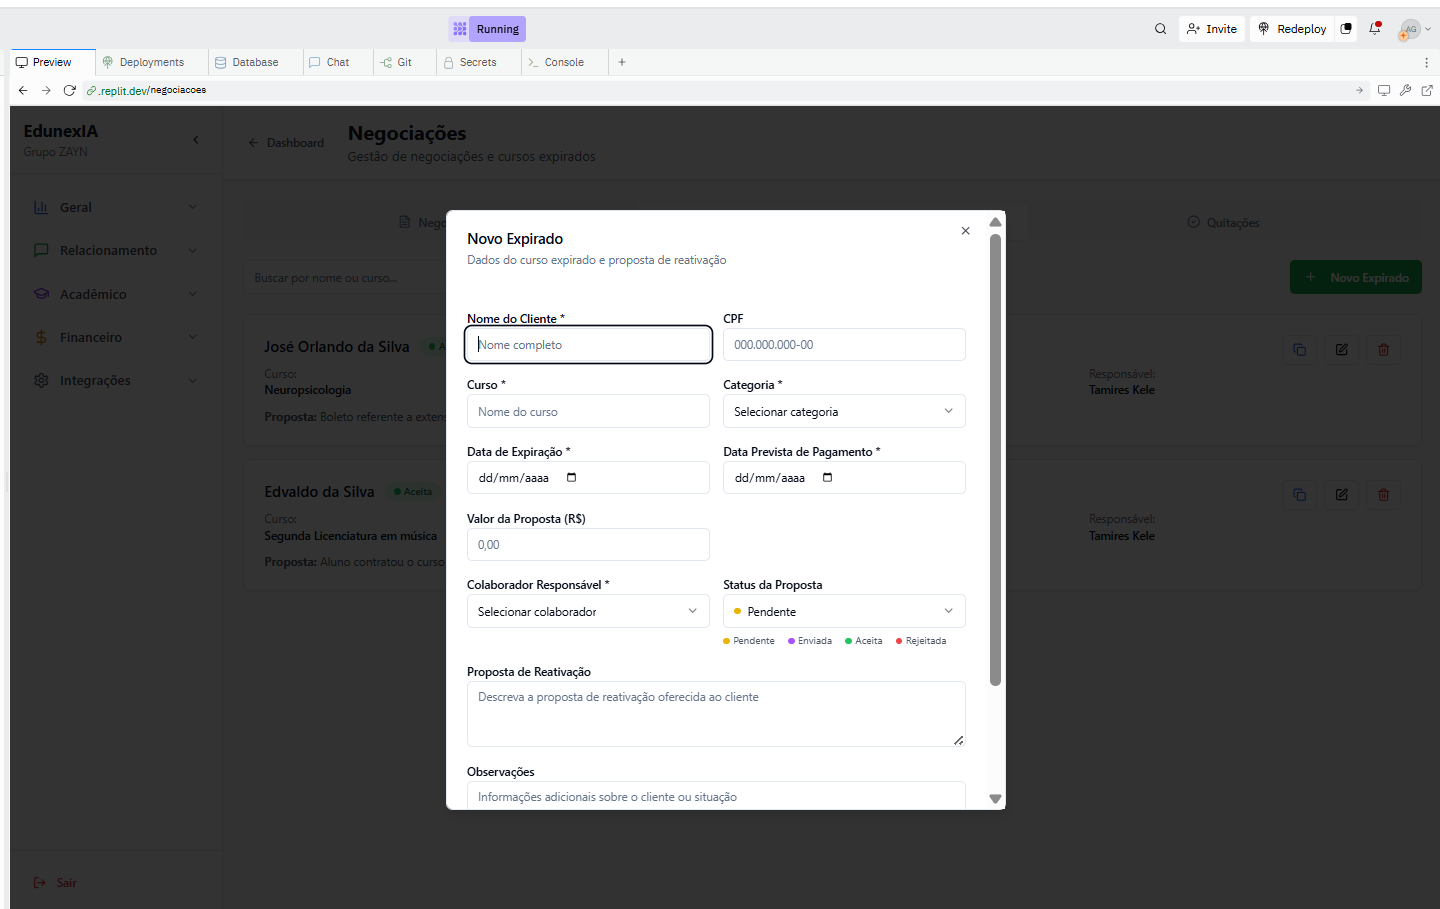 Running
Invite
Redeploy
AG
Preview
Deployments
Database
Chat
Git
Secrets
Console
.replit.dev/negociacoes
EdunexIA
Grupo ZAYN
Dashboard
Negociações
Gestão de negociações e cursos expirados
Geral
Relacionamento
Acadêmico
Financeiro
Integrações
Sair
Quitações
Buscar por nome ou curso...
Novo Expirado
José Orlando da Silva
Curso:
Neuropsicologia
Proposta: Boleto referente a
Responsável:
Tamires Kele
Edvaldo da Silva
Aceita
Curso:
Segunda Licenciatura em música
Proposta: Aluno contratou o curso
Responsável:
Tamires Kele
Novo Expirado
Dados do curso expirado e proposta de reativação
Nome do Cliente *
CPF
Nome completo
000.000.000-00
Curso *
Categoria *
Nome do curso
Selecionar categoria
Data de Expiração *
Data Prevista de Pagamento *
dd/mm/aaaa
dd/mm/aaaa
Valor da Proposta (R$)
0,00
Colaborador Responsável *
Status da Proposta
Selecionar colaborador
Pendente
Pendente
Enviada
Aceita
Rejeitada
Proposta de Reativação
Descreva a proposta de reativação oferecida ao cliente
Observações
Informações adicionais sobre o cliente ou situação